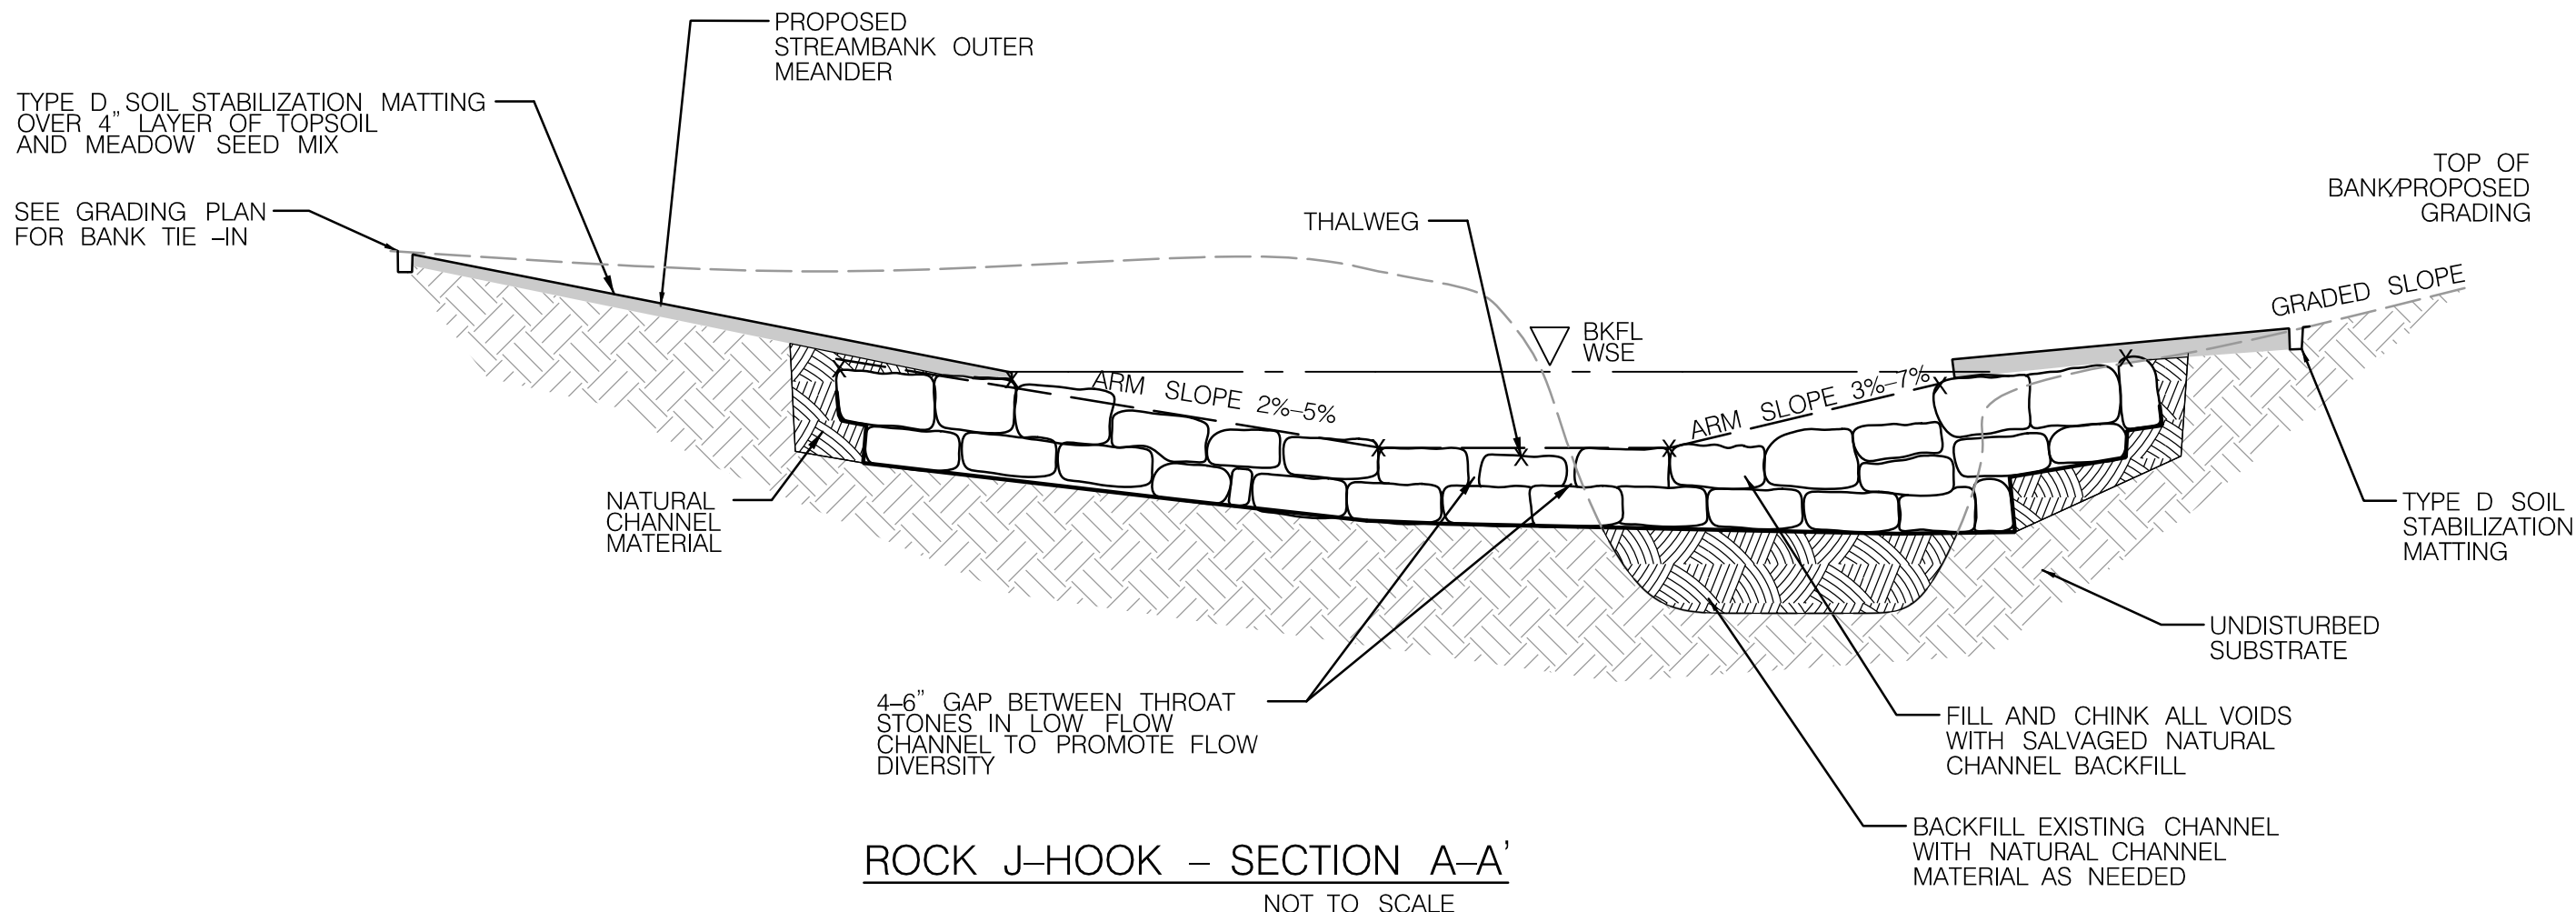 PROPOSED
STREAMBANK OUTER
MEANDER
TYPE D SOIL STABILIZATION MATTING
OVER 4" LAYER OF TOPSOIL
AND MEADOW SEED MIX
SEE GRADING PLAN
FOR BANK TIE -IN
THALWEG
TOP OF
BANK/PROPOSED
GRADING
GRADED SLOPE
BKFL
WSE
ARM SLOPE 2%-5%
ARM SLOPE 3%-7%
NATURAL
CHANNEL
MATERIAL
TYPE D SOIL
STABILIZATION
MATTING
UNDISTURBED
SUBSTRATE
4-6" GAP BETWEEN THROAT
STONES IN LOW FLOW
CHANNEL TO PROMOTE FLOW
DIVERSITY
FILL AND CHINK ALL VOIDS
WITH SALVAGED NATURAL
CHANNEL BACKFILL
BACKFILL EXISTING CHANNEL
WITH NATURAL CHANNEL
MATERIAL AS NEEDED
ROCK J-HOOK - SECTION A-A'
NOT TO SCALE